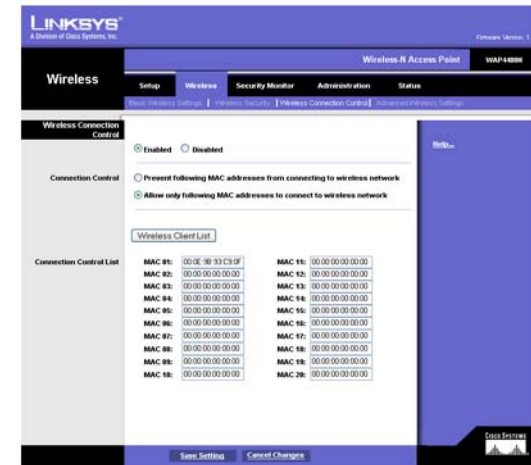 LINKSYS®
A Division of Cisco Systems, Inc.
Firmware Version: 1.
Wireless-N Access Point
WAP4400N
Wireless
Setup
Wireless
Security Monitor
Administration
Status
Basic Wireless Settings | Wireless Security | Wireless Connection Control | Advanced Wireless Settings
Wireless Connection
Control
Enabled
Disabled
Help...
Connection Control
Prevent following MAC addresses from connecting to wireless network
Allow only following MAC addresses to connect to wireless network
Wireless Client List
Connection Control List
MAC 01:
MAC 11: 00:00:00:00:00:00
MAC 02: 00:00:00:00:00:00
MAC 12: 00:00:00:00:00:00
MAC 03: 00:00:00:00:00:00
MAC 13: 00:00:00:00:00:00
MAC 04: 00:00:00:00:00:00
MAC 14: 00:00:00:00:00:00
MAC 05: 00:00:00:00:00:00
MAC 15: 00:00:00:00:00:00
MAC 06: 00:00:00:00:00:00
MAC 16: 00:00:00:00:00:00
MAC 07: 00:00:00:00:00:00
MAC 17: 00:00:00:00:00:00
MAC 08: 00:00:00:00:00:00
MAC 18: 00:00:00:00:00:00
MAC 09: 00:00:00:00:00:00
MAC 19: 00:00:00:00:00:00
MAC 10: 00:00:00:00:00:00
MAC 20: 00:00:00:00:00:00
Save Setting
Cancel Changes
Cisco Systems